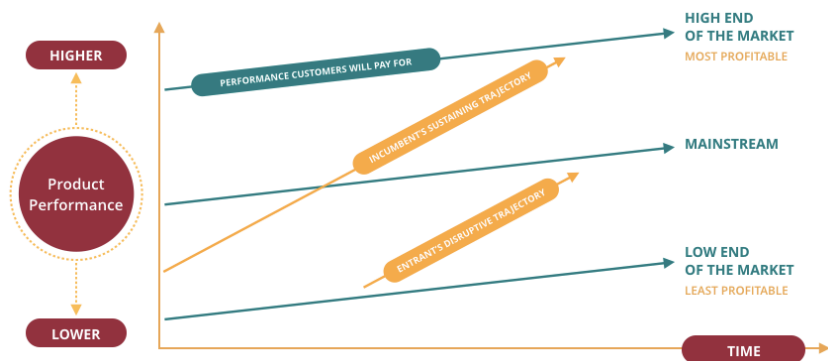 HIGHER
Product
Performance
LOWER
PERFORMANCE CUSTOMERS WILL PAY FOR
INCUMBENT'S SUSTAINING TRAJECTORY
ENTRANT'S DISRUPTIVE TRAJECTORY
HIGH END
OF THE MARKET
MOST PROFITABLE
MAINSTREAM
LOW END
OF THE MARKET
LEAST PROFITABLE
TIME